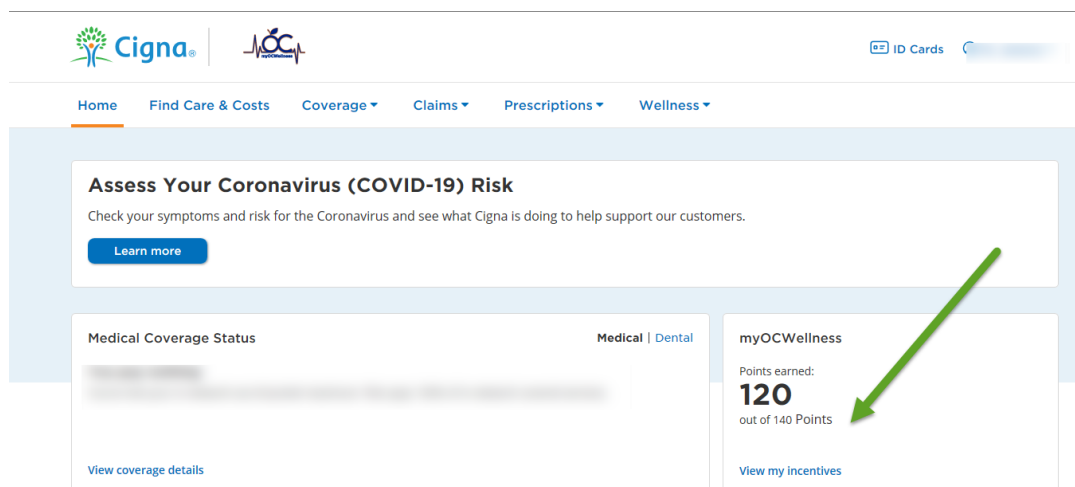 Cigna®
OC
myOCWellness
ID Cards
Home Find Care & Costs Coverage Claims Prescriptions Wellness
Assess Your Coronavirus (COVID-19) Risk
Check your symptoms and risk for the Coronavirus and see what Cigna is doing to help support our customers.
Learn more
Medical Coverage Status
Medical | Dental
View coverage details
myOCWellness
Points earned:
120
out of 140 Points
View my incentives